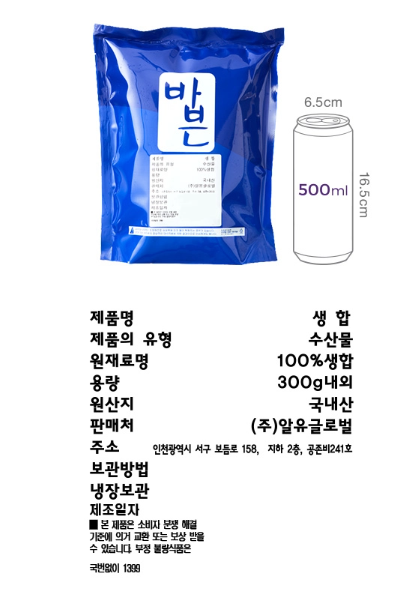 밥
본
6.5cm
500ml
16.5cm
제품명 생 합
제품의 유형 수산물
원재료명 100%생합
용량 300g내외
원산지 국내산
판매처 (주)알유글로벌
주소 인천광역시 서구 보듬로 158, 지하 2층, 공존비241호
보관방법
냉장보관
제조일자
■ 본 제품은 소비자 분쟁 해결
기준에 의거 교환 또는 보상 받을
수 있습니다. 부정 불량식품은
국번없이 1399